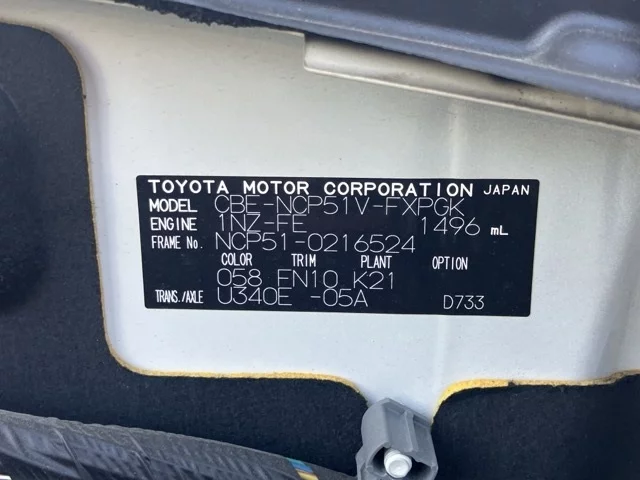 TOYOTA MOTOR CORPORATION JAPAN
MODEL CBE-NCP51V-FXPGK
ENGINE 1NZ-FE 1496 mL
FRAME No. NCP51-0216524
COLOR TRIM PLANT OPTION
058 FN10 K21
TRANS./AXLE U340E -05A D733